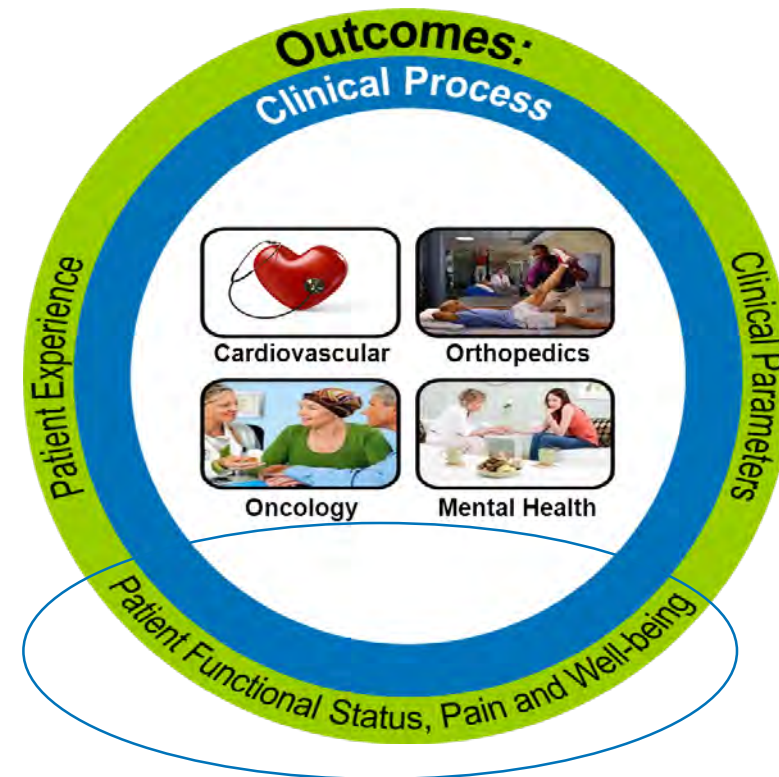 Outcomes:
Clinical Process
Patient Experience
Clinical Parameters
Cardiovascular
Orthopedics
Oncology
Mental Health
Patient Functional Status, Pain and Well-being